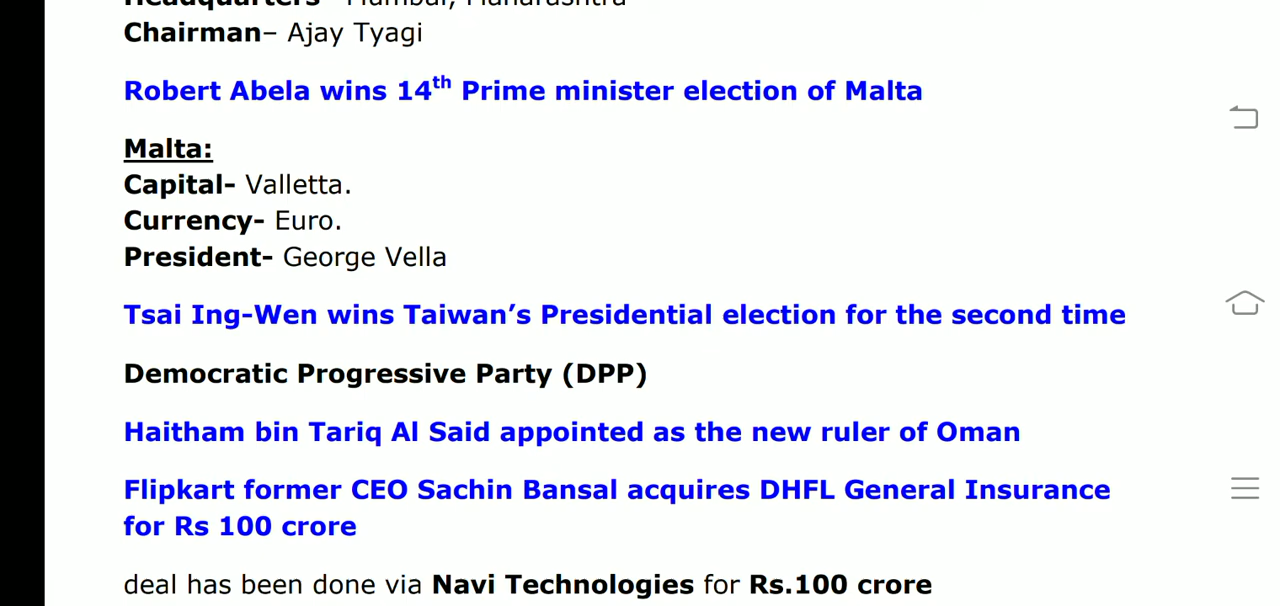 Headquarters– Mumbai, Maharashtra
Chairman– Ajay Tyagi
Robert Abela wins 14th Prime minister election of Malta
Malta:
Capital- Valletta.
Currency- Euro.
President- George Vella
Tsai Ing-Wen wins Taiwan’s Presidential election for the second time
Democratic Progressive Party (DPP)
Haitham bin Tariq Al Said appointed as the new ruler of Oman
Flipkart former CEO Sachin Bansal acquires DHFL General Insurance
for Rs 100 crore
deal has been done via Navi Technologies for Rs.100 crore